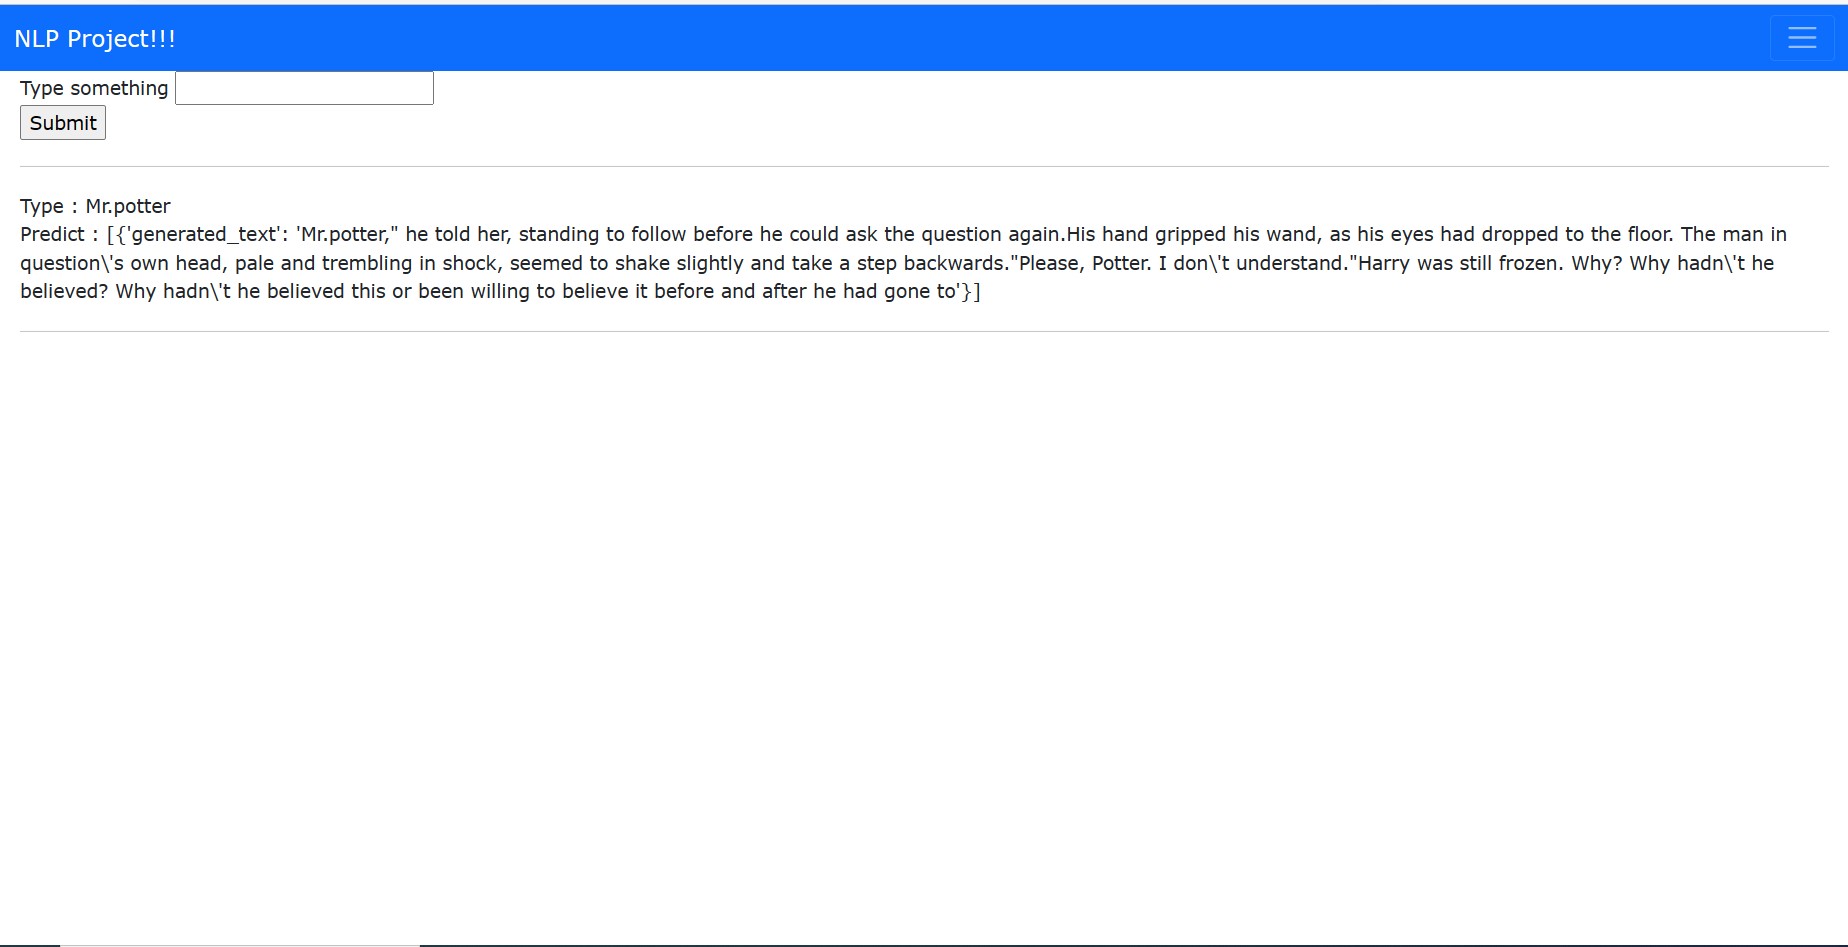 NLP Project!!!
Type something
Submit
Type : Mr.potter
Predict : [{'generated_text': 'Mr.potter," he told her, standing to follow before he could ask the question again.His hand gripped his wand, as his eyes had dropped to the floor. The man in
question\'s own head, pale and trembling in shock, seemed to shake slightly and take a step backwards."Please, Potter. I don\'t understand."Harry was still frozen. Why? Why hadn\'t he
believed? Why hadn\'t he believed this or been willing to believe it before and after he had gone to'}]